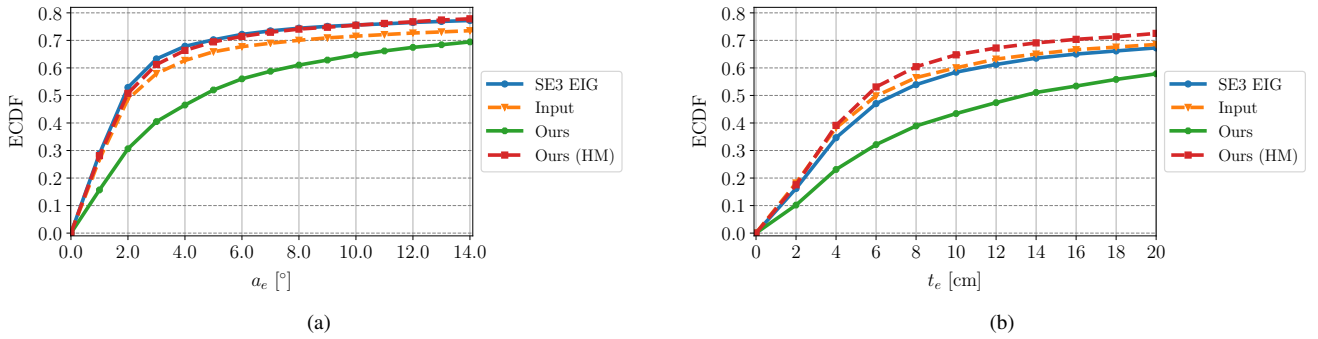 0.8
0.7
0.6
0.5
0.4
0.3
0.2
0.1
0.0
ECDF
0.0 2.0 4.0 6.0 8.0 10.0 12.0 14.0
a_e [°]
SE3 EIG
Input
Ours
Ours (HM)
(a)
0.8
0.7
0.6
0.5
0.4
0.3
0.2
0.1
0.0
ECDF
0 2 4 6 8 10 12 14 16 18 20
t_e [cm]
SE3 EIG
Input
Ours
Ours (HM)
(b)